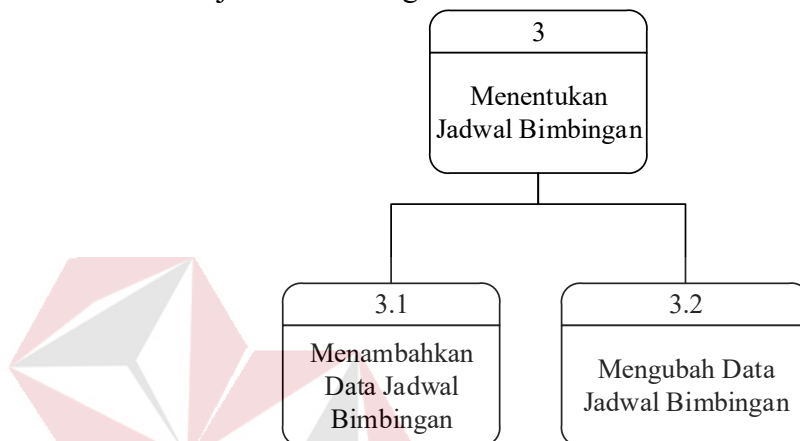 3
Menentukan
Jadwal Bimbingan
3.1
Menambahkan
Data Jadwal
Bimbingan
3.2
Mengubah Data
Jadwal Bimbingan